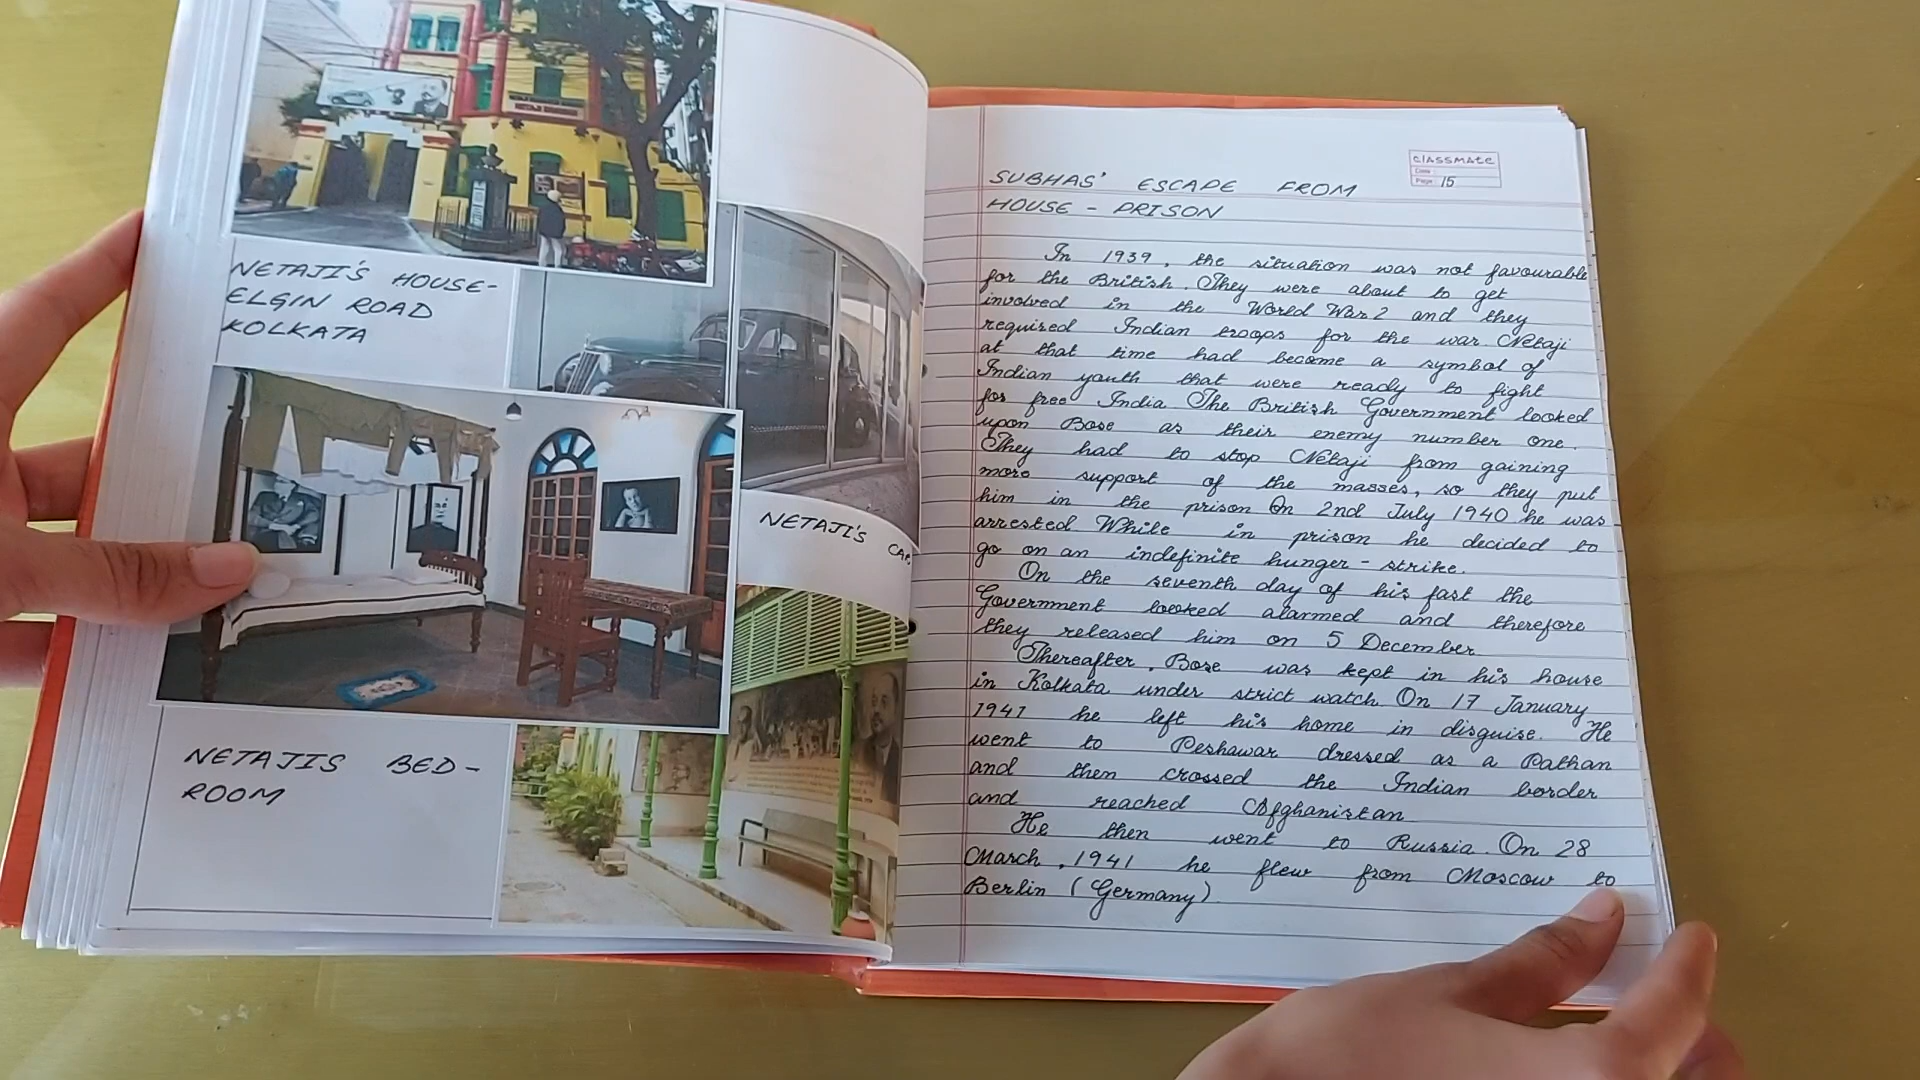 NETAJI'S HOUSE-
ELGIN ROAD
KOLKATA
NETAJI'S CAR
NETAJIS BED-
ROOM
classmate
Date
Page 15
SUBHAS' ESCAPE FROM
HOUSE - PRISON
In 1939, the situation was not favourable
for the British. They were about to get
involved in the World War 2 and they
required Indian troops for the war. Netaji
at that time had become a symbol of
Indian youth that were ready to fight
for free India. The British Government looked
upon Bose as their enemy number one.
They had to stop Netaji from gaining
more support of the masses, so they put
him in the prison On 2nd July 1940 he was
arrested While in prison he decided to
go on an indefinite hunger - strike.
On the seventh day of his fast the
Government looked alarmed and therefore
they released him on 5 December
Thereafter, Bose was kept in his house
in Kolkata under strict watch. On 17 January
1941 he left his home in disguise. He
went to Peshawar dressed as a Pathan
and then crossed the Indian border
and reached Afghanistan
He then went to Russia. On 28
March, 1941 he flew from Moscow to
Berlin (Germany)